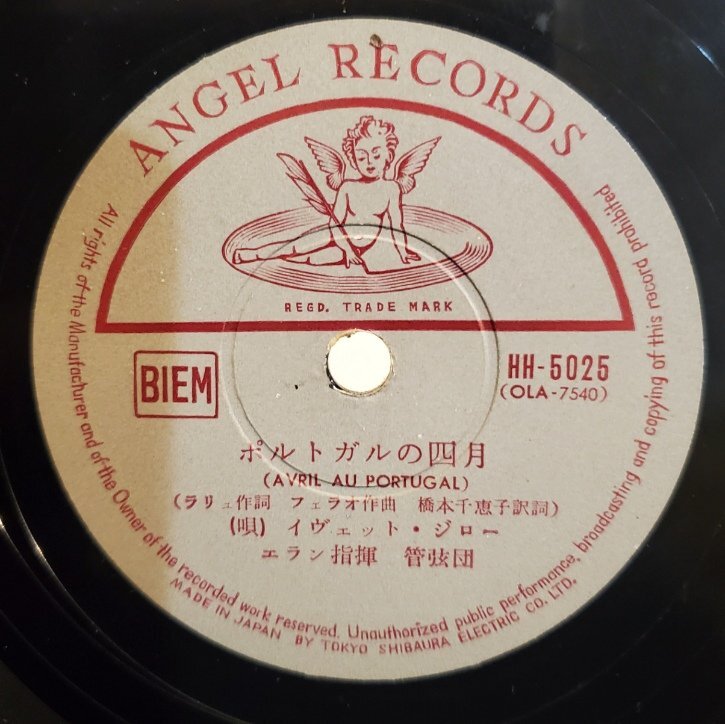 ANGEL RECORDS
REGD. TRADE MARK
BIEM
HH-5025
(OLA-7540)
ポルトガルの四月
(AVRIL AU PORTUGAL)
(ラリュ作詞 フェラオ作曲 橋本千恵子訳詞)
(唄) イヴェット・ジロー
エラン指揮 管弦団
All rights of the Manufacturer and of the Owner of the recorded work reserved. Unauthorized public performance, broadcasting and copying of this record prohibited
MADE IN JAPAN BY TOKYO SHIBAURA ELECTRIC CO. LTD.